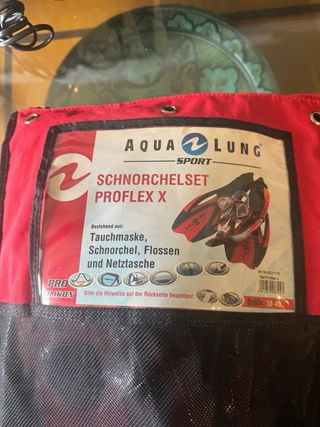 AQUA LUNG
SPORT
SCHNORCHELSET
PROFLEX X
Bestehend aus:
Tauchmaske,
Schnorchel, Flossen
und Netztasche
PRO
SILIKON
Bitte die Hinweise auf der Rückseite beachten!